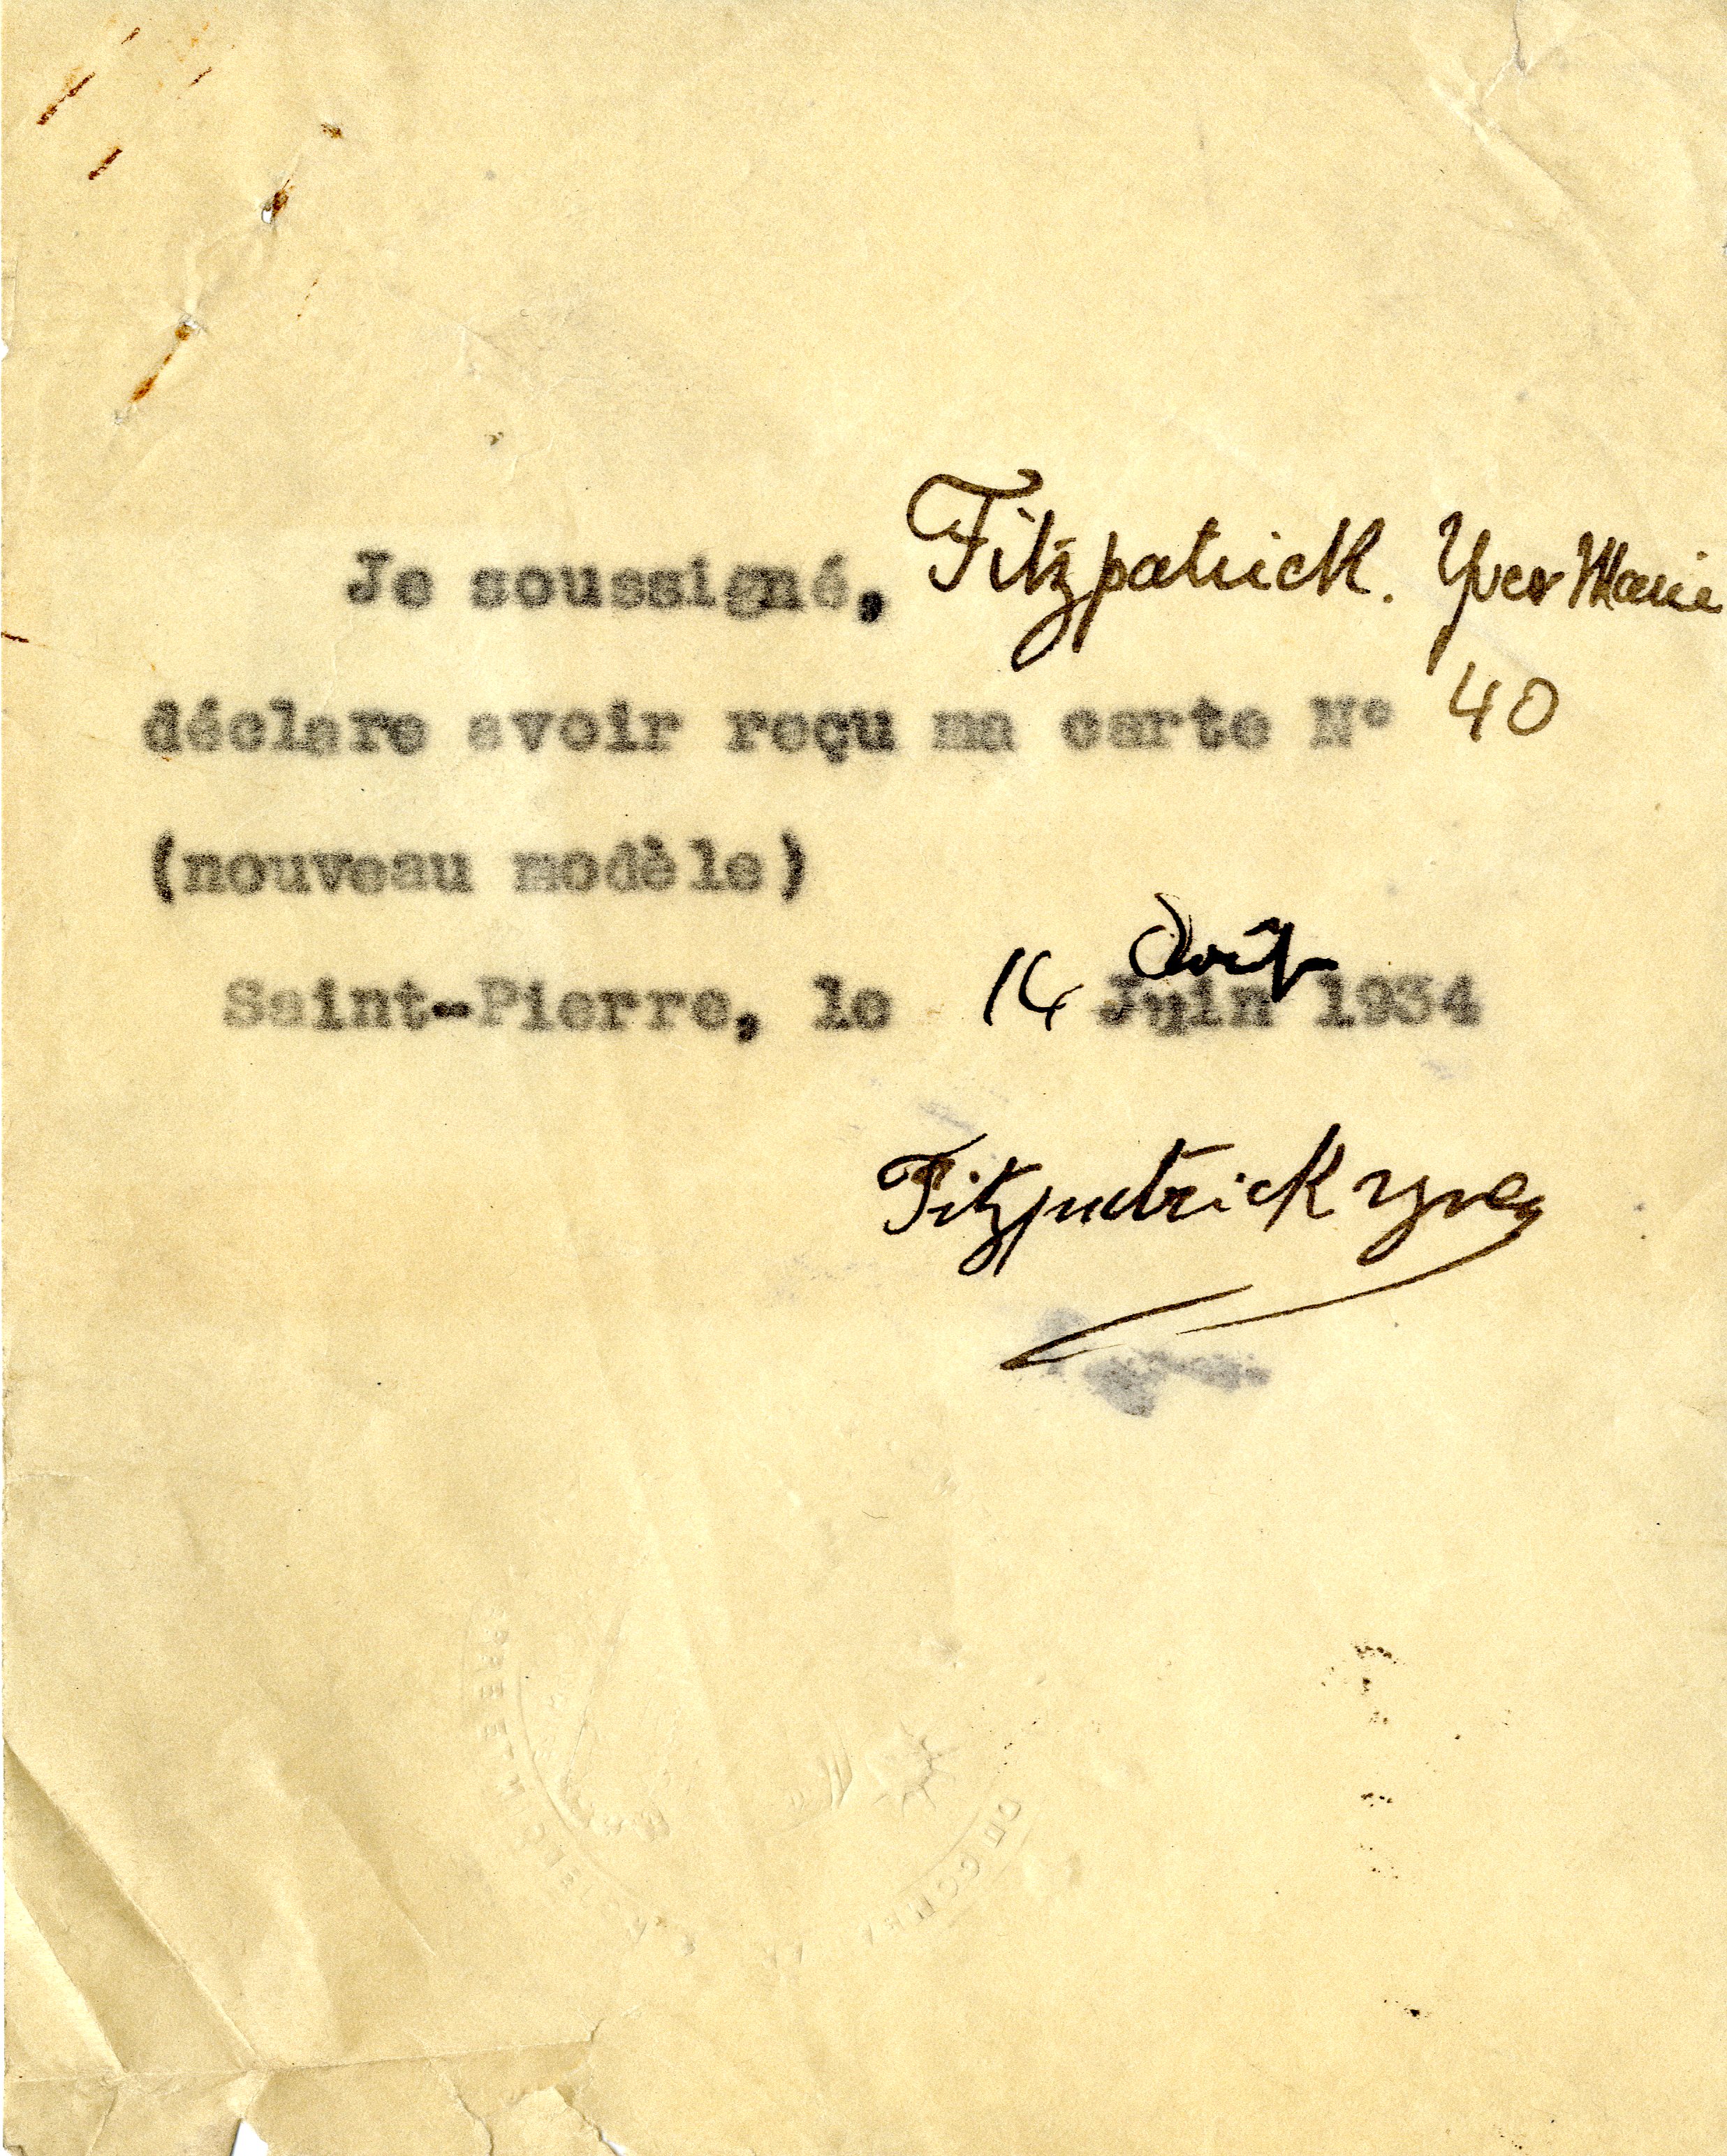 Je soussigné, Fitzpatrick. Yves Marie
déclare avoir reçu ma carte N° 40
(nouveau modèle)
Août
Saint-Pierre, le 14 Juin 1934
Fitzpatrick Yves